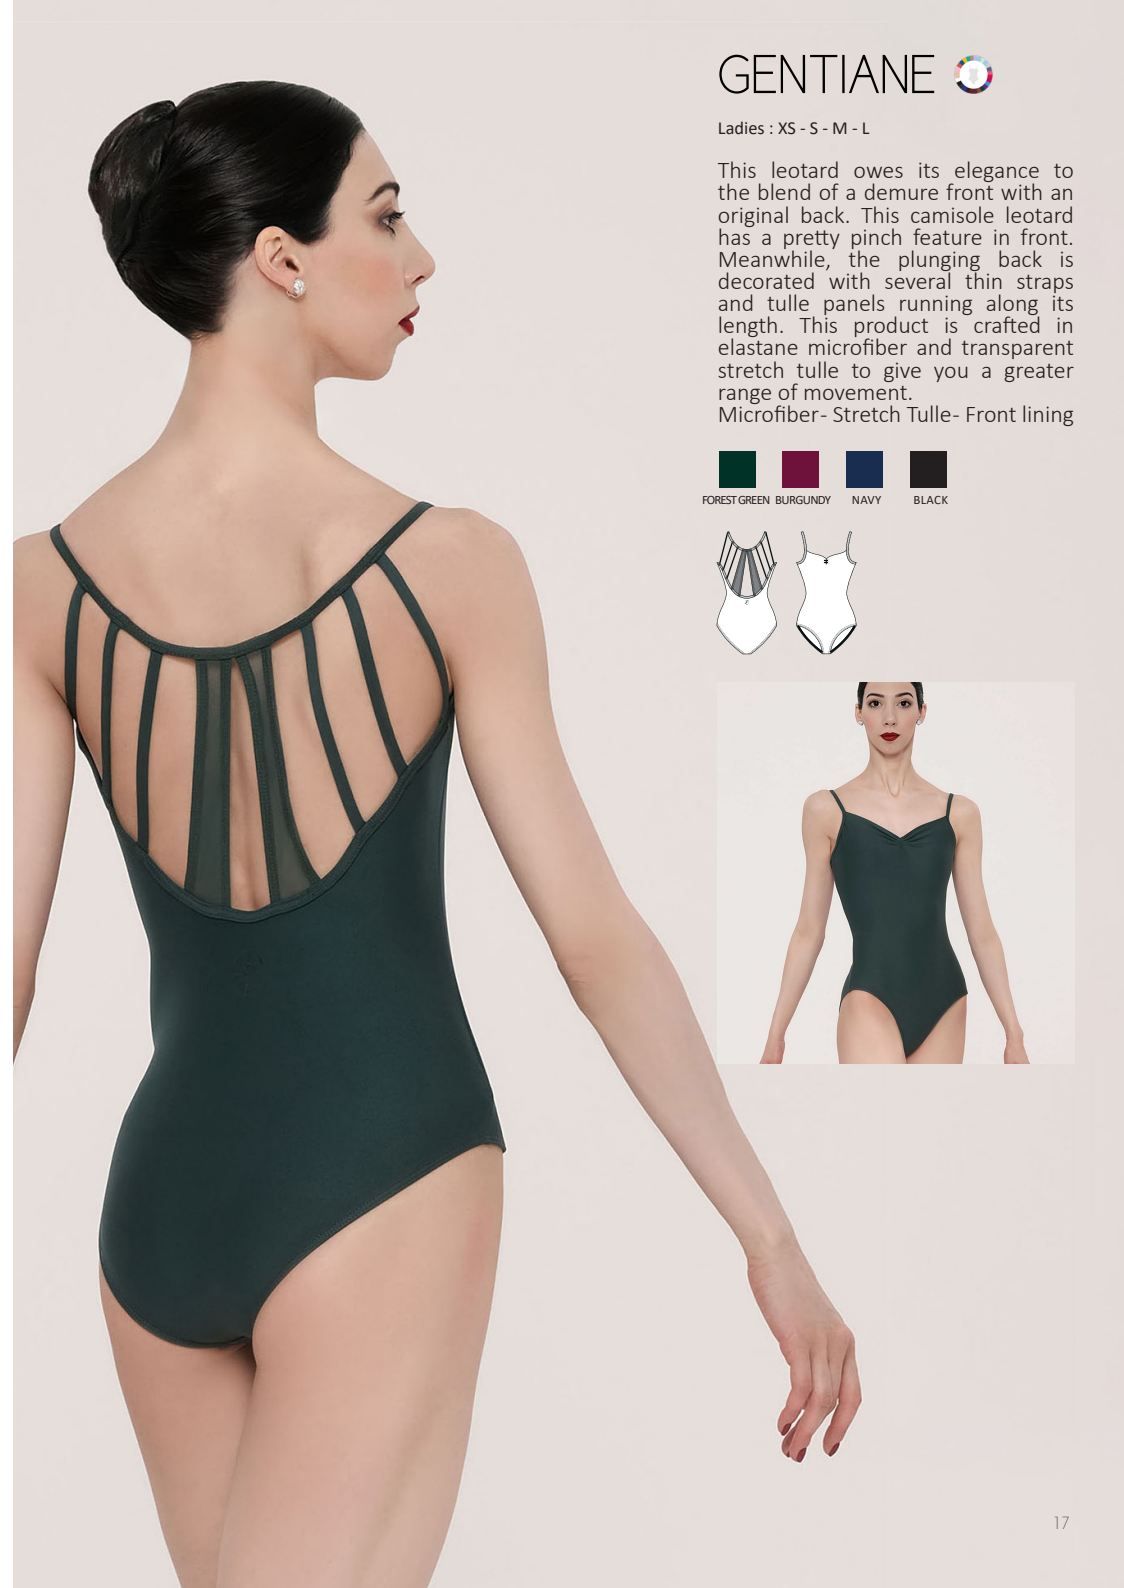 GENTIANE
Ladies : XS - S - M - L
This leotard owes its elegance to
the blend of a demure front with an
original back. This camisole leotard
has a pretty pinch feature in front.
Meanwhile, the plunging back is
decorated with several thin straps
and tulle panels running along its
length. This product is crafted in
elastane microfiber and transparent
stretch tulle to give you a greater
range of movement.
Microfiber- Stretch Tulle- Front lining
FOREST GREEN BURGUNDY NAVY BLACK
17